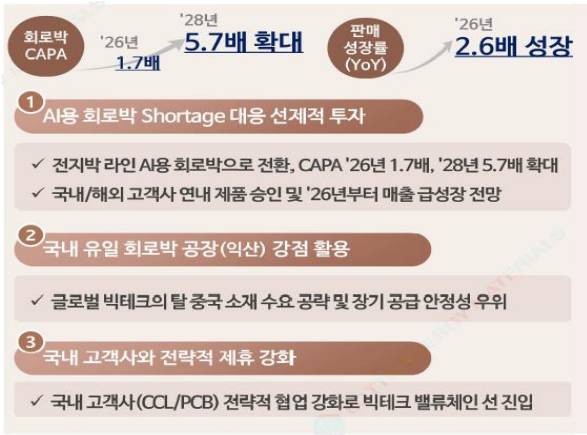 회로박
CAPA
'26년
1.7배
'28년
5.7배 확대
판매
성장률
(YoY)
'26년
2.6배 성장
1
AI용 회로박 Shortage 대응 선제적 투자
✓ 전지박 라인 AI용 회로박으로 전환, CAPA '26년 1.7배, '28년 5.7배 확대
✓ 국내/해외 고객사 연내 제품 승인 및 '26년부터 매출 급성장 전망
2
국내 유일 회로박 공장(익산) 강점 활용
✓ 글로벌 빅테크의 탈 중국 소재 수요 공략 및 장기 공급 안정성 우위
3
국내 고객사와 전략적 제휴 강화
✓ 국내 고객사(CCL/PCB) 전략적 협업 강화로 빅테크 밸류체인 선 진입